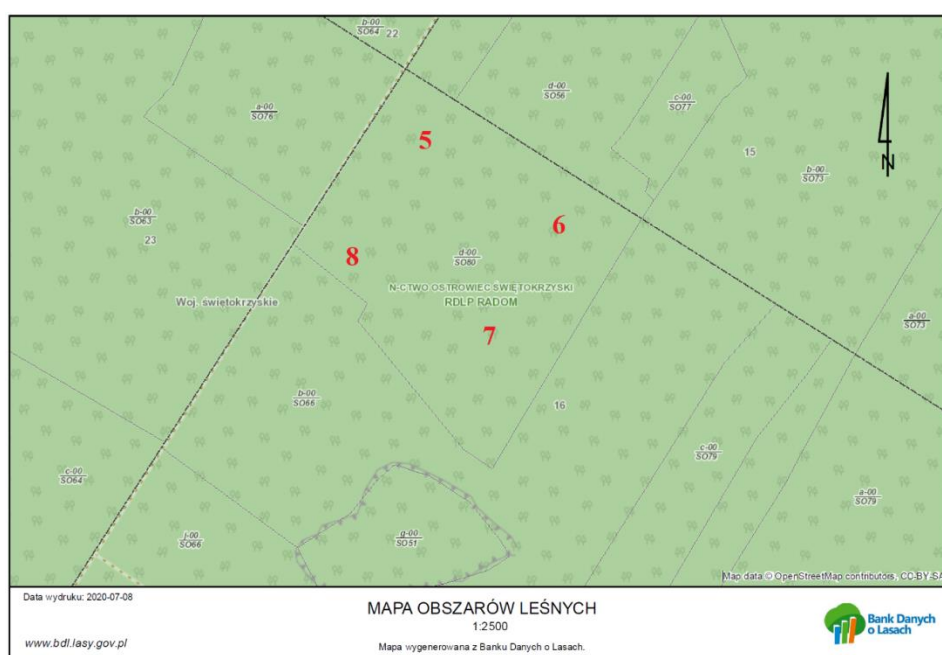 b-00
SO64
22
d-00
SO56
a-00
SO76
c-00
SO77
5
15
b-00
SO73
b-00
SO63
23
6
8
d-00
SO60
N-CTWO OSTROWIEC ŚWIĘTOKRZYSKI
RDLP RADOM
Woj. świętokrzyskie
a-00
SO73
7
b-00
SO66
16
c-00
SO79
c-00
SO64
a-00
SO79
g-00
SO51
SO66
N
Map data © OpenStreetMap contributors, CC-BY-SA
Data wydruku: 2020-07-08
MAPA OBSZARÓW LEŚNYCH
1:2500
www.bdl.lasy.gov.pl
Mapa wygenerowana z Banku Danych o Lasach.
Bank Danych
o Lasach